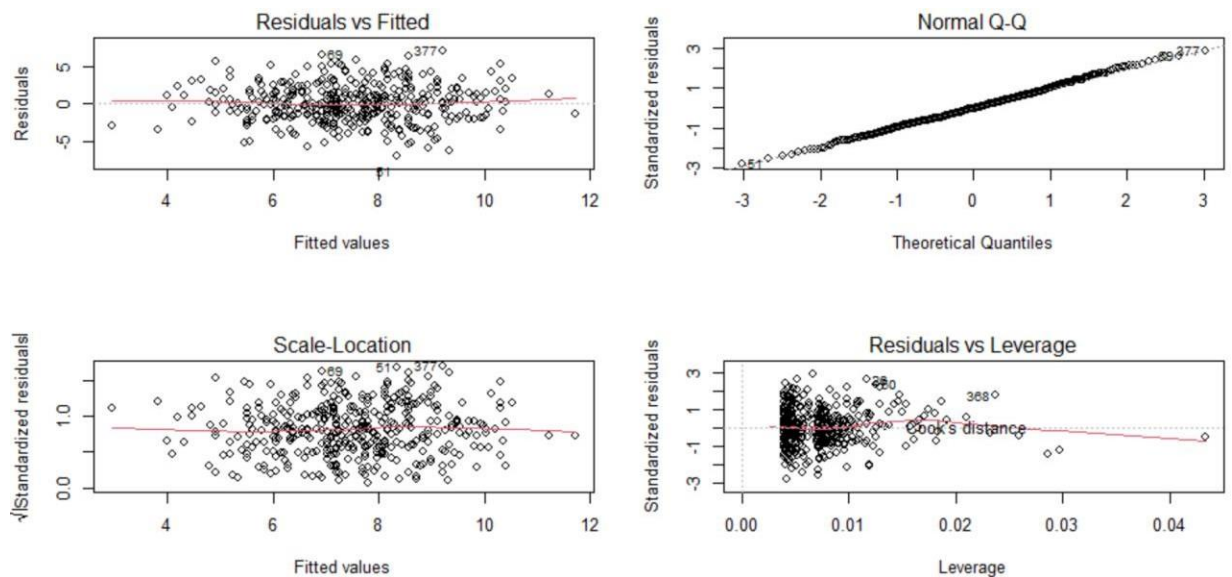 Residuals vs Fitted
Residuals
5
0
-5
69
377
51
4 6 8 10 12
Fitted values
Normal Q-Q
Standardized residuals
3
1
-1
-3
377
51
-3 -2 -1 0 1 2 3
Theoretical Quantiles
Scale-Location
√|Standardized residuals|
1.0
0.0
69
51
377
4 6 8 10 12
Fitted values
Residuals vs Leverage
Standardized residuals
3
1
-1
-3
368
Cook's distance
0.00 0.01 0.02 0.03 0.04
Leverage